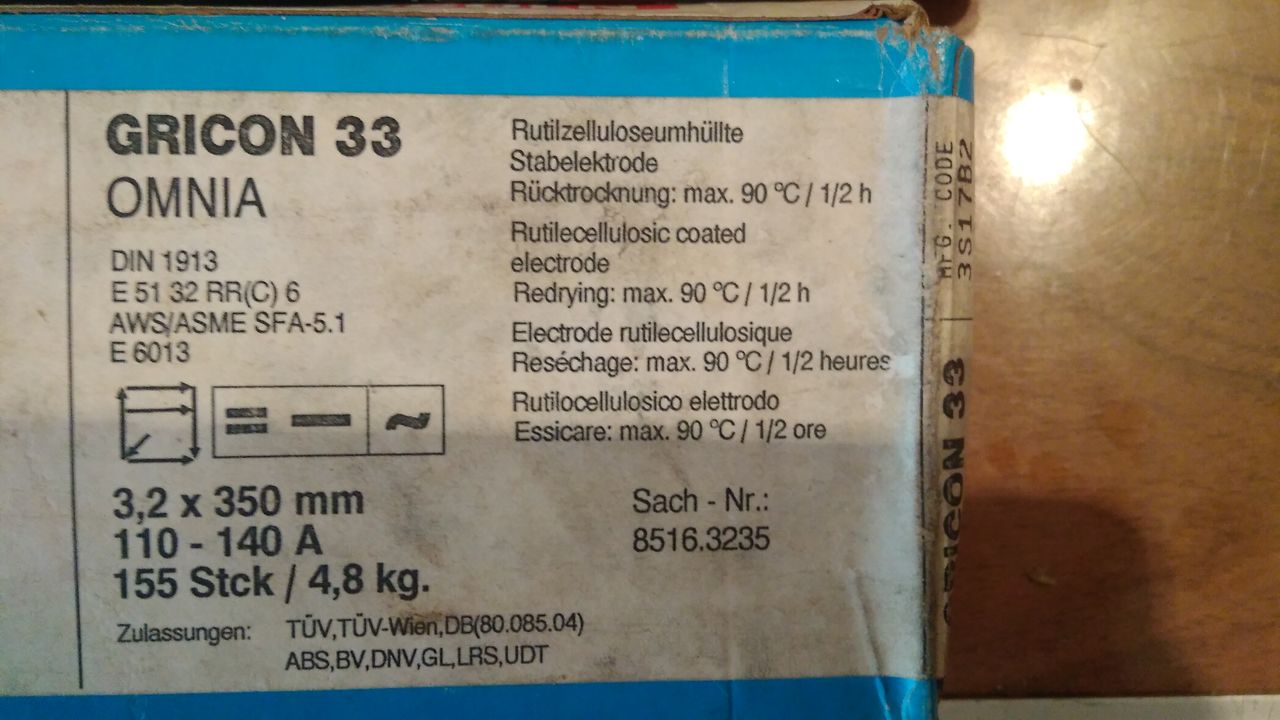 GRICON 33
OMNIA
DIN 1913
E 51 32 RR(C) 6
AWS/ASME SFA-5.1
E 6013
= – ~
3,2 x 350 mm
110 - 140 A
155 Stck / 4,8 kg.
Zulassungen: TÜV,TÜV-Wien,DB(80.085.04)
ABS,BV,DNV,GL,LRS,UDT
Rutilzelluloseumhüllte
Stabelektrode
Rücktrocknung: max. 90 °C / 1/2 h
Rutilecellulosic coated
electrode
Redrying: max. 90 °C / 1/2 h
Electrode rutilecellulosique
Reséchage: max. 90 °C / 1/2 heures
Rutilocellulosico elettrodo
Essicare: max. 90 °C / 1/2 ore
Sach - Nr.:
8516.3235
MFG. CODE
3S17B2
GRICON 33